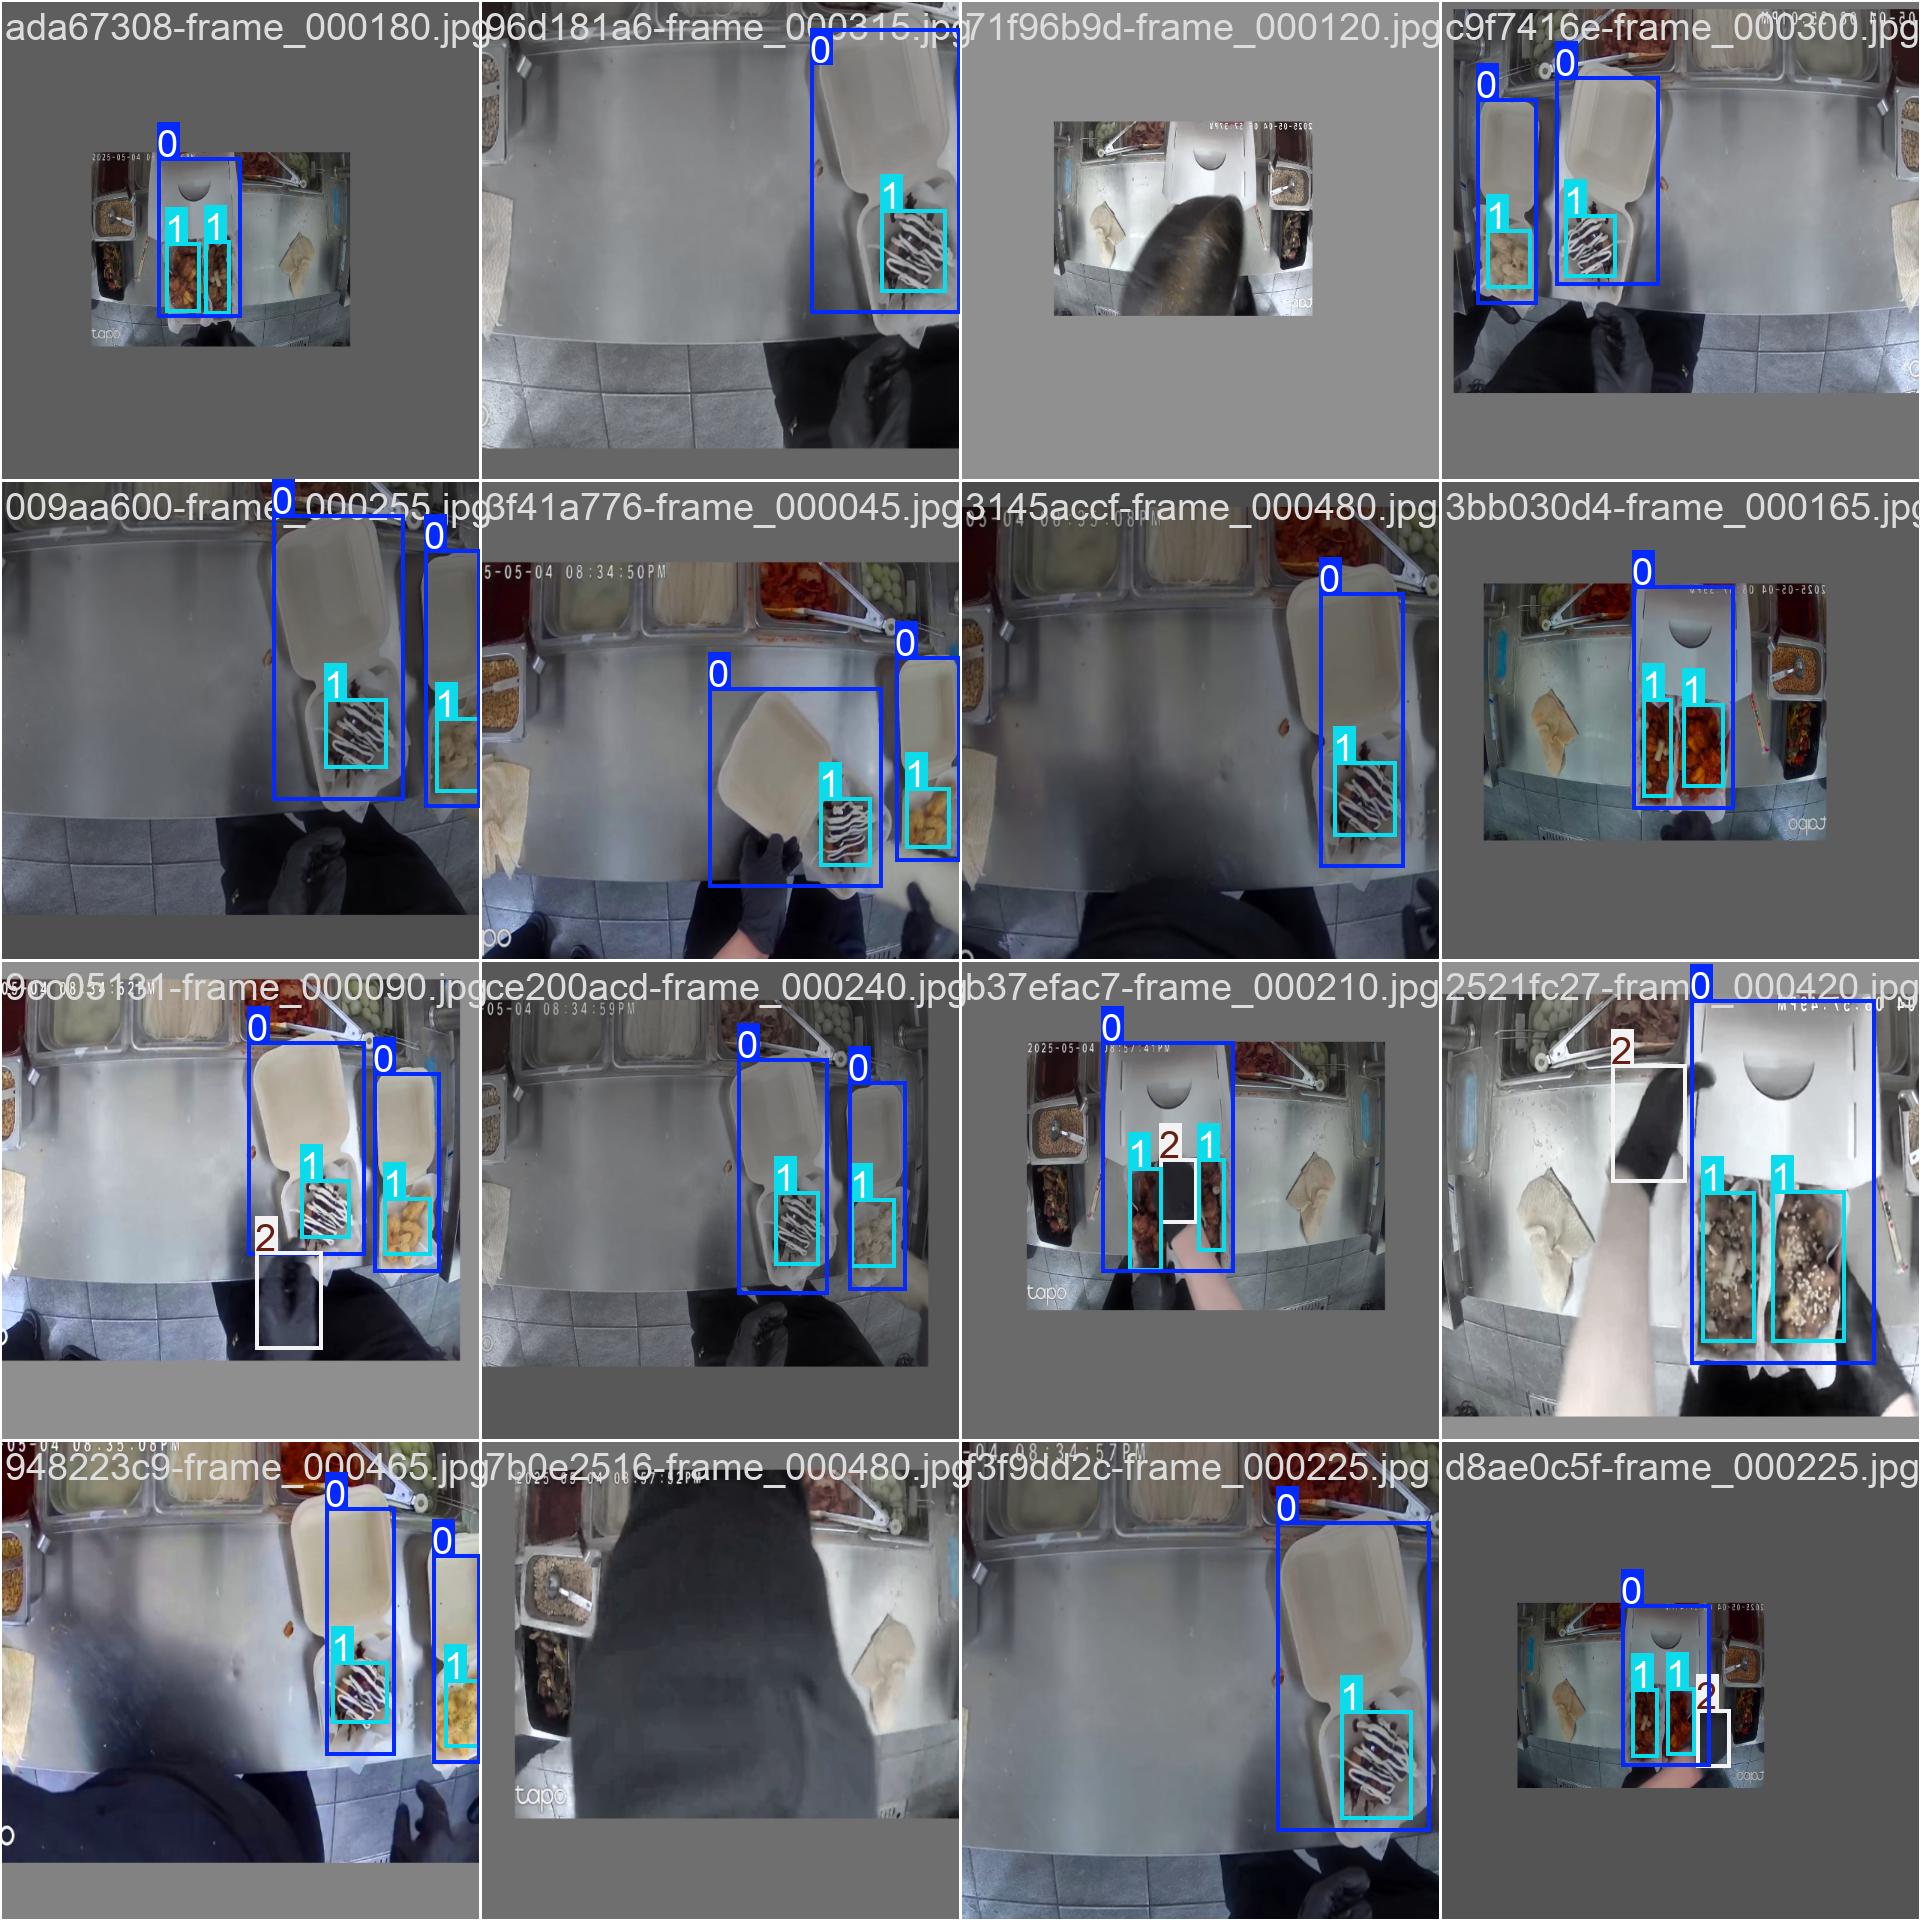 ada67308-frame_000180.jpg
96d181a6-frame_000315.jpg
71f96b9d-frame_000120.jpg
c9f7416e-frame_000300.jpg
0
1
1
tapo
0
1
0
0
1
1
009aa600-frame_000255.jpg
3f41a776-frame_000045.jpg
3145accf-frame_000480.jpg
3bb030d4-frame_000165.jpg
0
0
1
1
5-05-04 08:34:50PM
0
0
1
1
0
1
0
1
1
9cc05131-frame_000090.jpg
ce200acd-frame_000240.jpg
b37efac7-frame_000210.jpg
2521fc27-frame_000420.jpg
0
0
1
1
2
-05-04 08:34:59PM
0
0
1
1
0
2025-05-04 08:57:41PM
1
2
1
tapo
0
2
1
1
948223c9-frame_000465.jpg
7b0e2516-frame_000480.jpg
f3f9dd2c-frame_000225.jpg
d8ae0c5f-frame_000225.jpg
05-04 08:35:08PM
0
0
1
1
tapo
-04 08:34:57PM
0
1
0
1
1
2